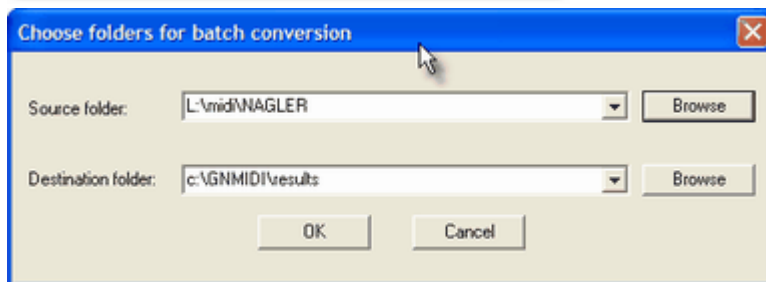 Choose folders for batch conversion
Source folder: L:\midi\NAGLER Browse
Destination folder: c:\GNMIDI\results Browse
OK Cancel